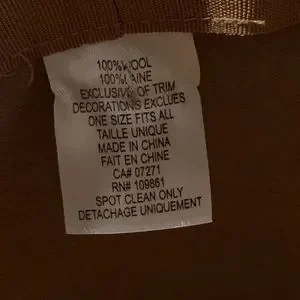 100% WOOL
100% LAINE
EXCLUSIVE OF TRIM
DECORATIONS EXCLUES
ONE SIZE FITS ALL
TAILLE UNIQUE
MADE IN CHINA
FAIT EN CHINE
CA# 07271
RN# 109861
SPOT CLEAN ONLY
DETACHAGE UNIQUEMENT